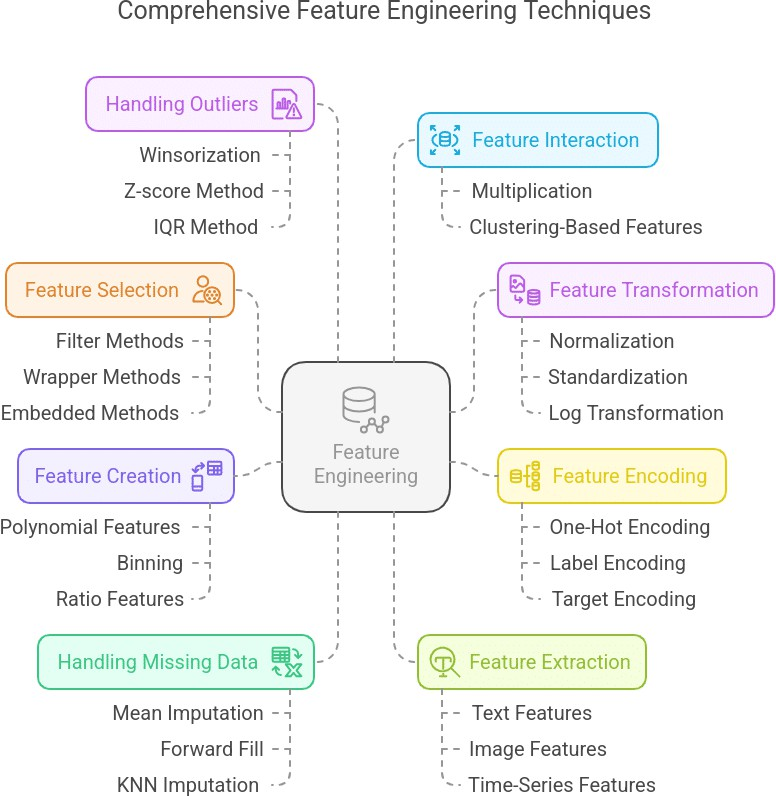 Comprehensive Feature Engineering Techniques
Handling Outliers
Winsorization
Z-score Method
IQR Method
Feature Interaction
Multiplication
Clustering-Based Features
Feature Selection
Filter Methods
Wrapper Methods
Embedded Methods
Feature Transformation
Normalization
Standardization
Log Transformation
Feature
Engineering
Feature Creation
Polynomial Features
Binning
Ratio Features
Feature Encoding
One-Hot Encoding
Label Encoding
Target Encoding
Handling Missing Data
Mean Imputation
Forward Fill
KNN Imputation
Feature Extraction
Text Features
Image Features
Time-Series Features